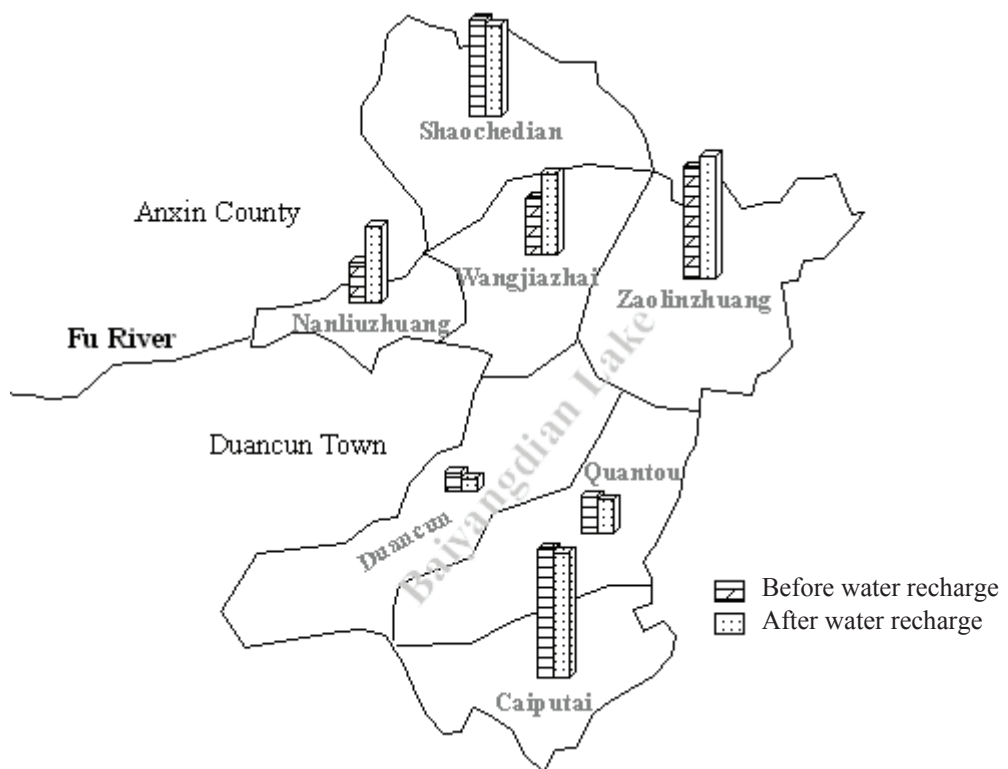 Shaochedian
Anxin County
Wangjiazhai
Zaolinzhuang
Nanliuzhuang
Fu River
Baiyangdian Lake
Duancun Town
Quantou
Duancun
Before water recharge
After water recharge
Caiputai